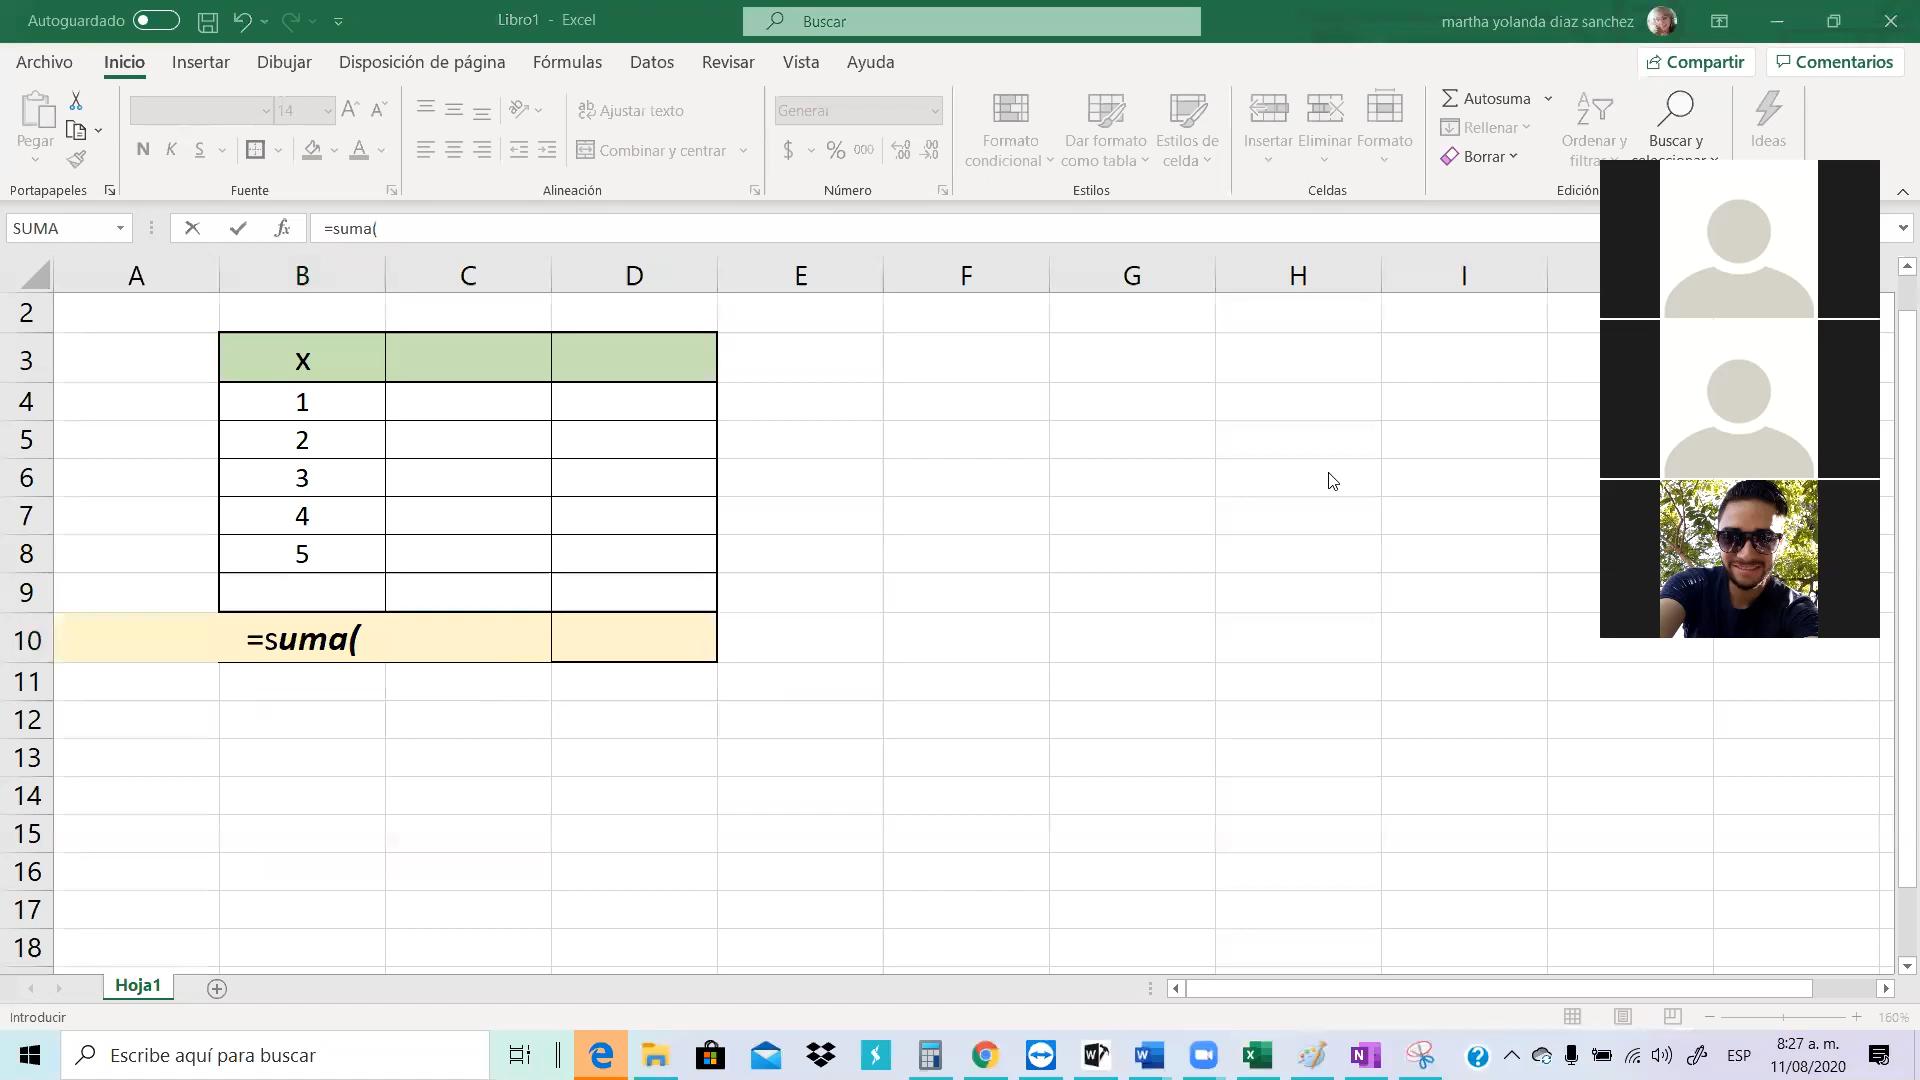 Autoguardado
Libro1 - Excel
Buscar
martha yolanda diaz sanchez
Archivo Inicio Insertar Dibujar Disposición de página Fórmulas Datos Revisar Vista Ayuda
Compartir Comentarios
Pegar
14
N K S
Ajustar texto
Combinar y centrar
General
$ % 000
Formato condicional
Dar formato como tabla
Estilos de celda
Insertar Eliminar Formato
Autosuma
Rellenar
Borrar
Ordenar y filtrar
Buscar y seleccionar
Ideas
Portapapeles Fuente Alineación Número Estilos Celdas Edición
SUMA
fx
=suma(
A B C D E F G H I
2
3 X
4 1
5 2
6 3
7 4
8 5
9
10 =suma(
11
12
13
14
15
16
17
18
Hoja1
Introducir
160%
Escribe aquí para buscar
ESP
8:27 a. m.
11/08/2020